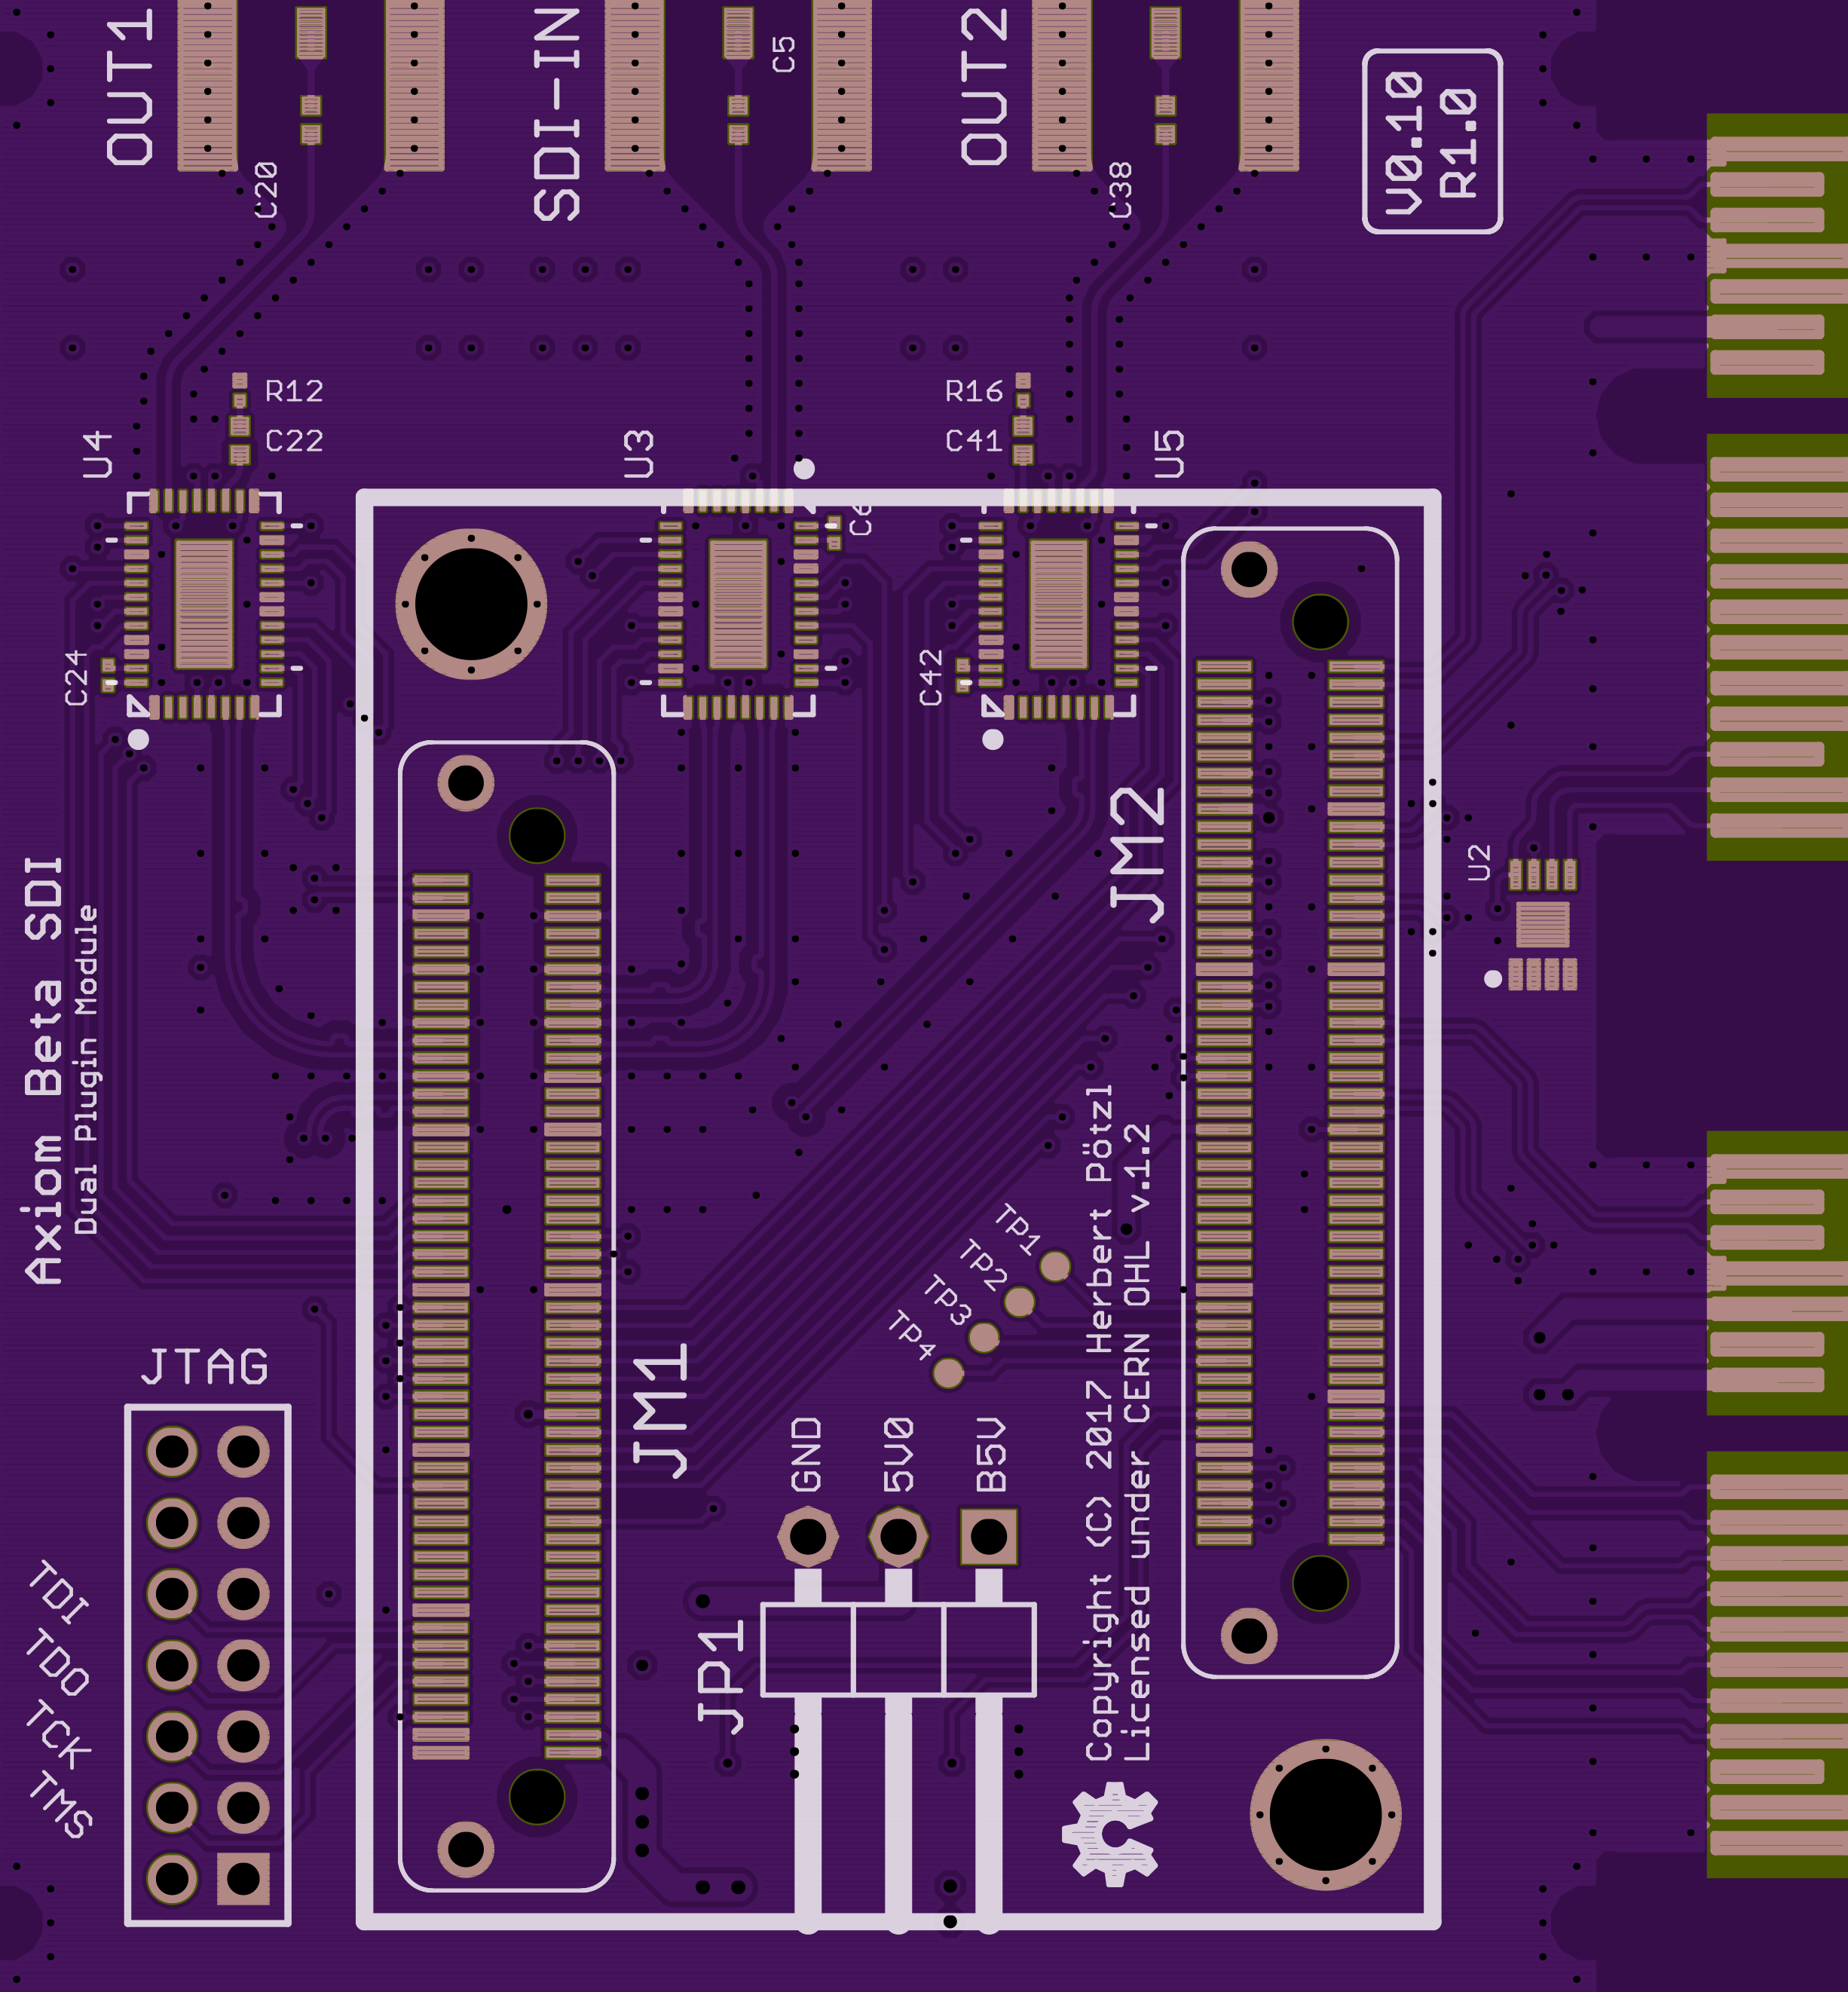 OUT1
SDI-IN
C5
OUT2
V0.10
R1.0
C20
C38
R12
C22
R16
C41
U4
U3
U5
C24
C42
JM2
U2
Axiom Beta SDI
Dual Plugin Module
TP1
TP2
TP3
TP4
JTAG
JM1
GND
5V0
B5V
Copyright (C) 2017 Herbert Pötzl
Licensed under CERN OHL v.1.2
TDI
TDO
TCK
TMS
JP1